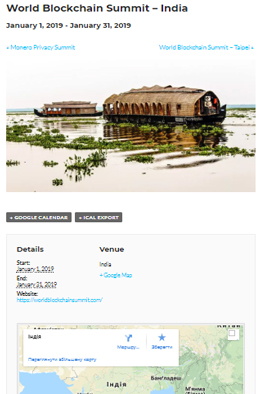 World Blockchain Summit – India
January 1, 2019 - January 31, 2019
« Monero Privacy Summit
World Blockchain Summit – Taipei »
+ GOOGLE CALENDAR
+ ICAL EXPORT
Details
Venue
Start:
January 1, 2019
End:
January 31, 2019
Website:
https://worldblockchainsummit.com/
India
+ Google Map
Індія
Маршру...
Зберегти
Переглянути збільшену карту
Індія
Бангладеш
М'янма